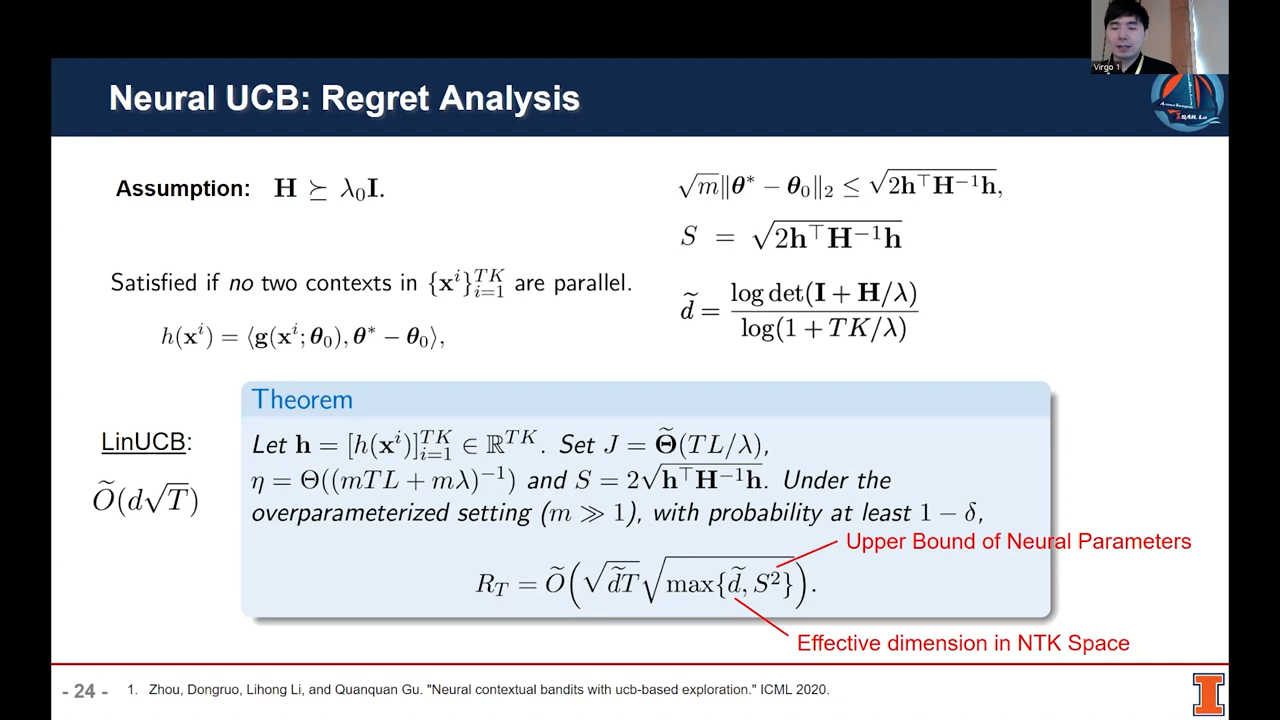 Virgo 1
Neural UCB: Regret Analysis
Assumption: H ⪰ λ₀I.
√m‖θ* − θ₀‖₂ ≤ √(2h⊤H⁻¹h),
S = √(2h⊤H⁻¹h)
Satisfied if no two contexts in {xⁱ}ᵢ₌₁ᵀᴷ are parallel.
d̃ = log det(I + H/λ) / log(1 + TK/λ)
h(xⁱ) = ⟨g(xⁱ; θ₀), θ* − θ₀⟩,
Theorem
LinUCB:
Õ(d√T)
Let h = [h(xⁱ)]ᵢ₌₁ᵀᴷ ∈ ℝᵀᴷ. Set J = Θ̃(TL/λ),
η = Θ((mTL + mλ)⁻¹) and S = 2√(h⊤H⁻¹h). Under the
overparameterized setting (m ≫ 1), with probability at least 1 − δ,
Upper Bound of Neural Parameters
R_T = Õ(√(d̃T) √(max{d̃, S²})).
Effective dimension in NTK Space
- 24 -
1. Zhou, Dongruo, Lihong Li, and Quanquan Gu. "Neural contextual bandits with ucb-based exploration." ICML 2020.